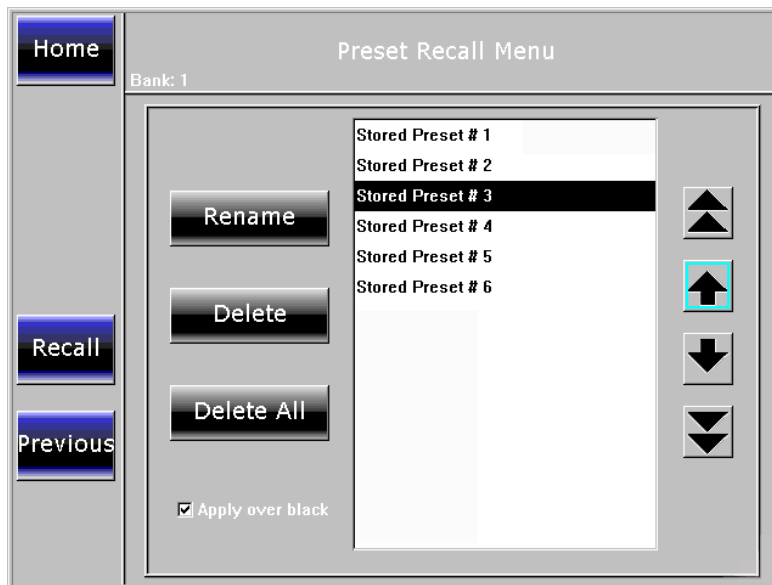 Home
Preset Recall Menu
Bank: 1
Stored Preset # 1
Stored Preset # 2
Stored Preset # 3
Stored Preset # 4
Stored Preset # 5
Stored Preset # 6
Rename
Delete
Delete All
Apply over black
Recall
Previous